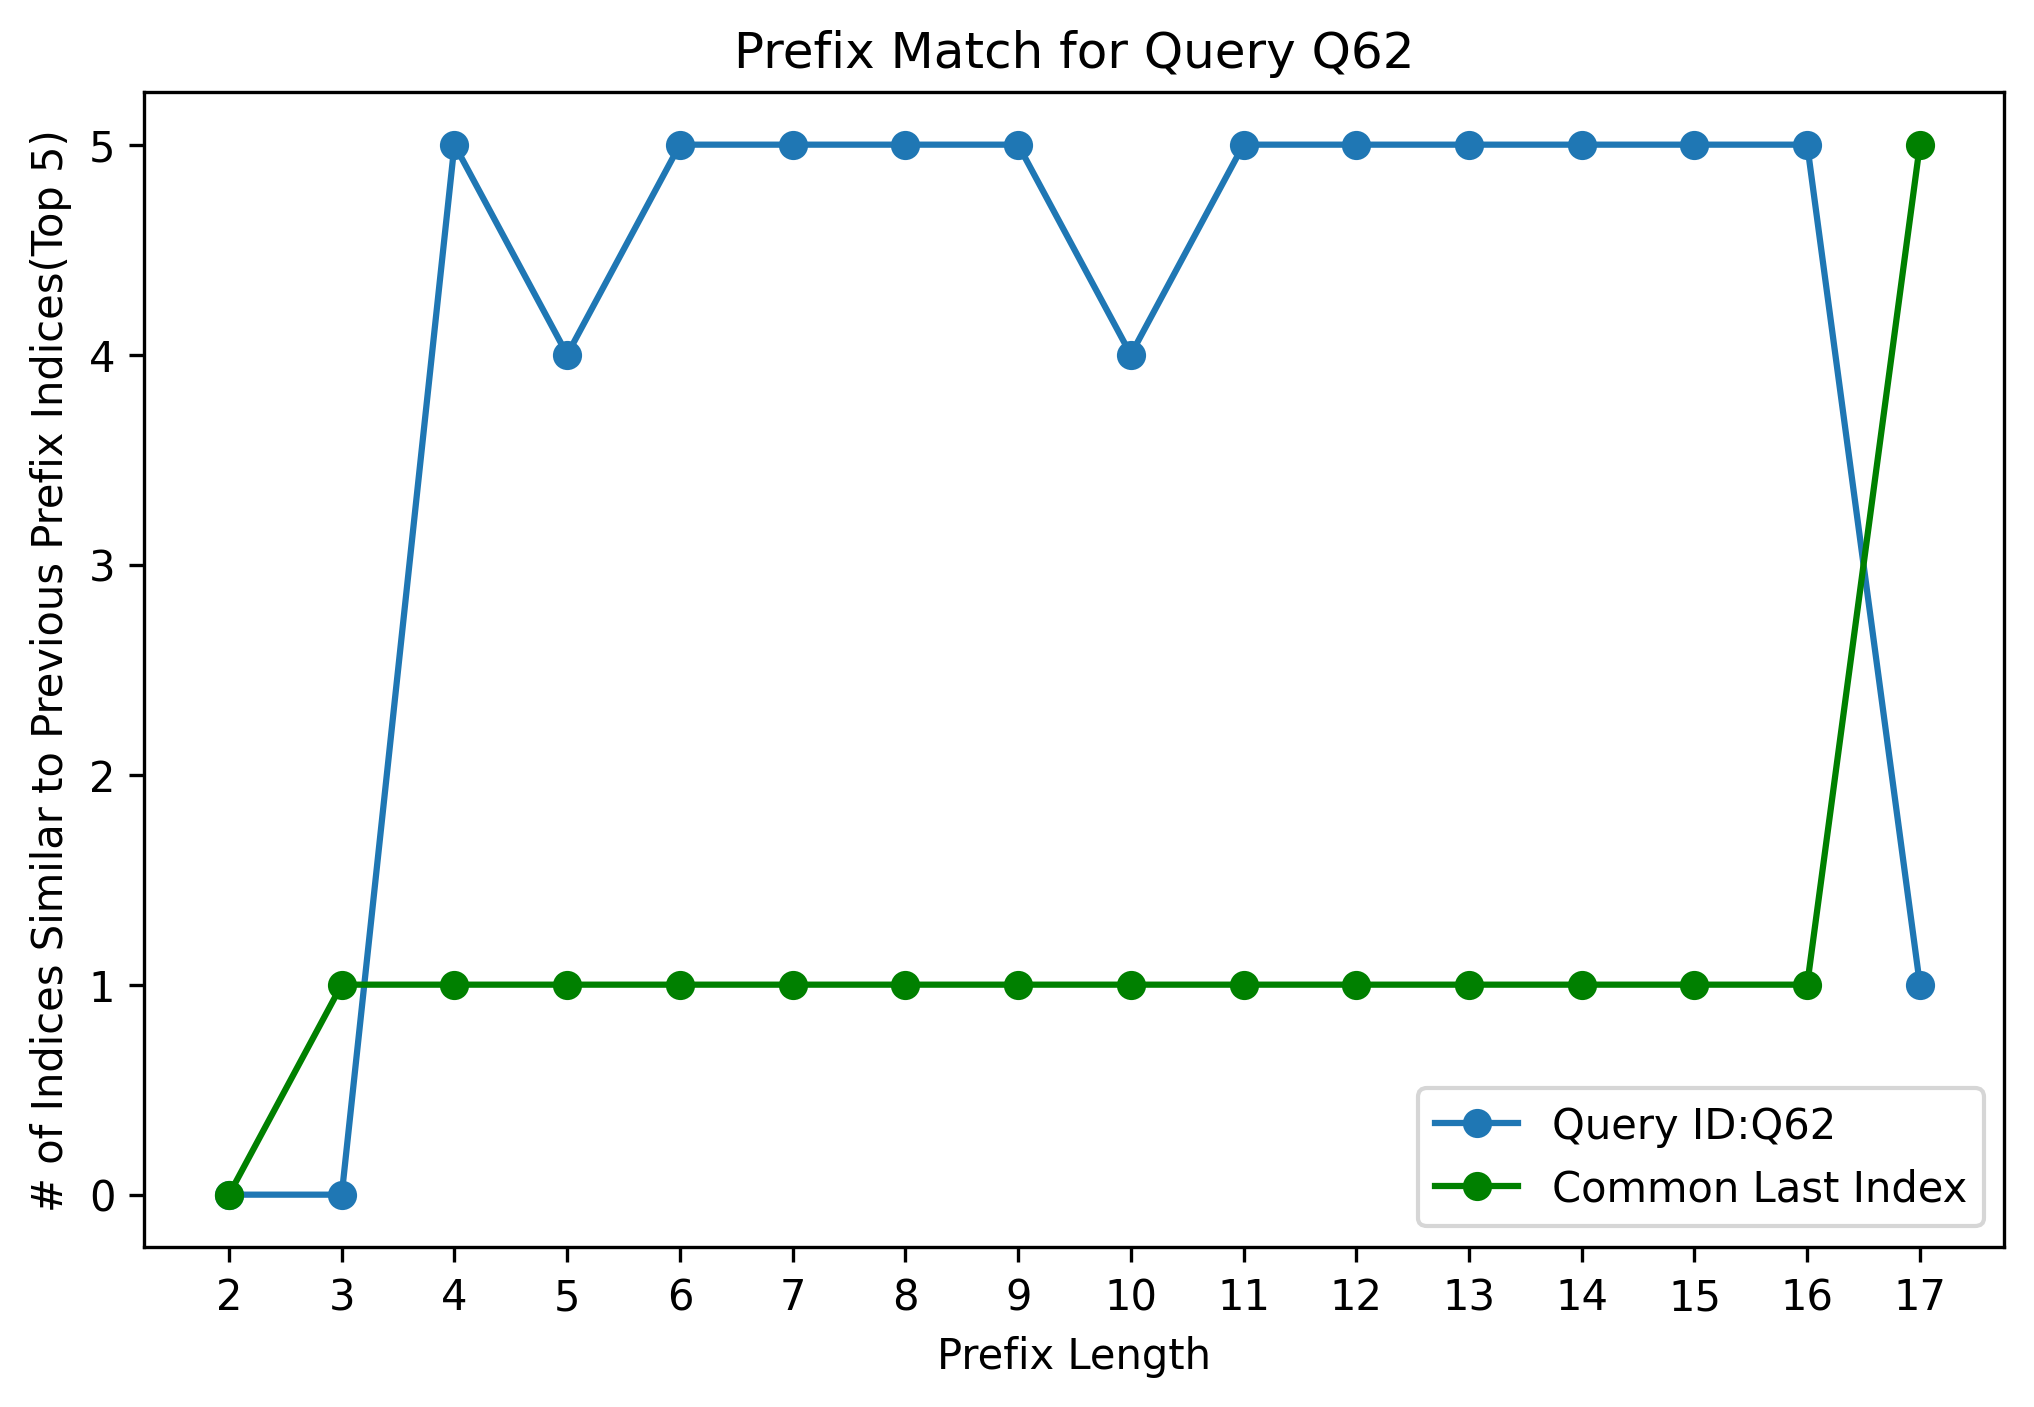 Prefix Match for Query Q62
# of Indices Similar to Previous Prefix Indices(Top 5)
5
4
3
2
1
0
2 3 4 5 6 7 8 9 10 11 12 13 14 15 16 17
Prefix Length
Query ID:Q62
Common Last Index